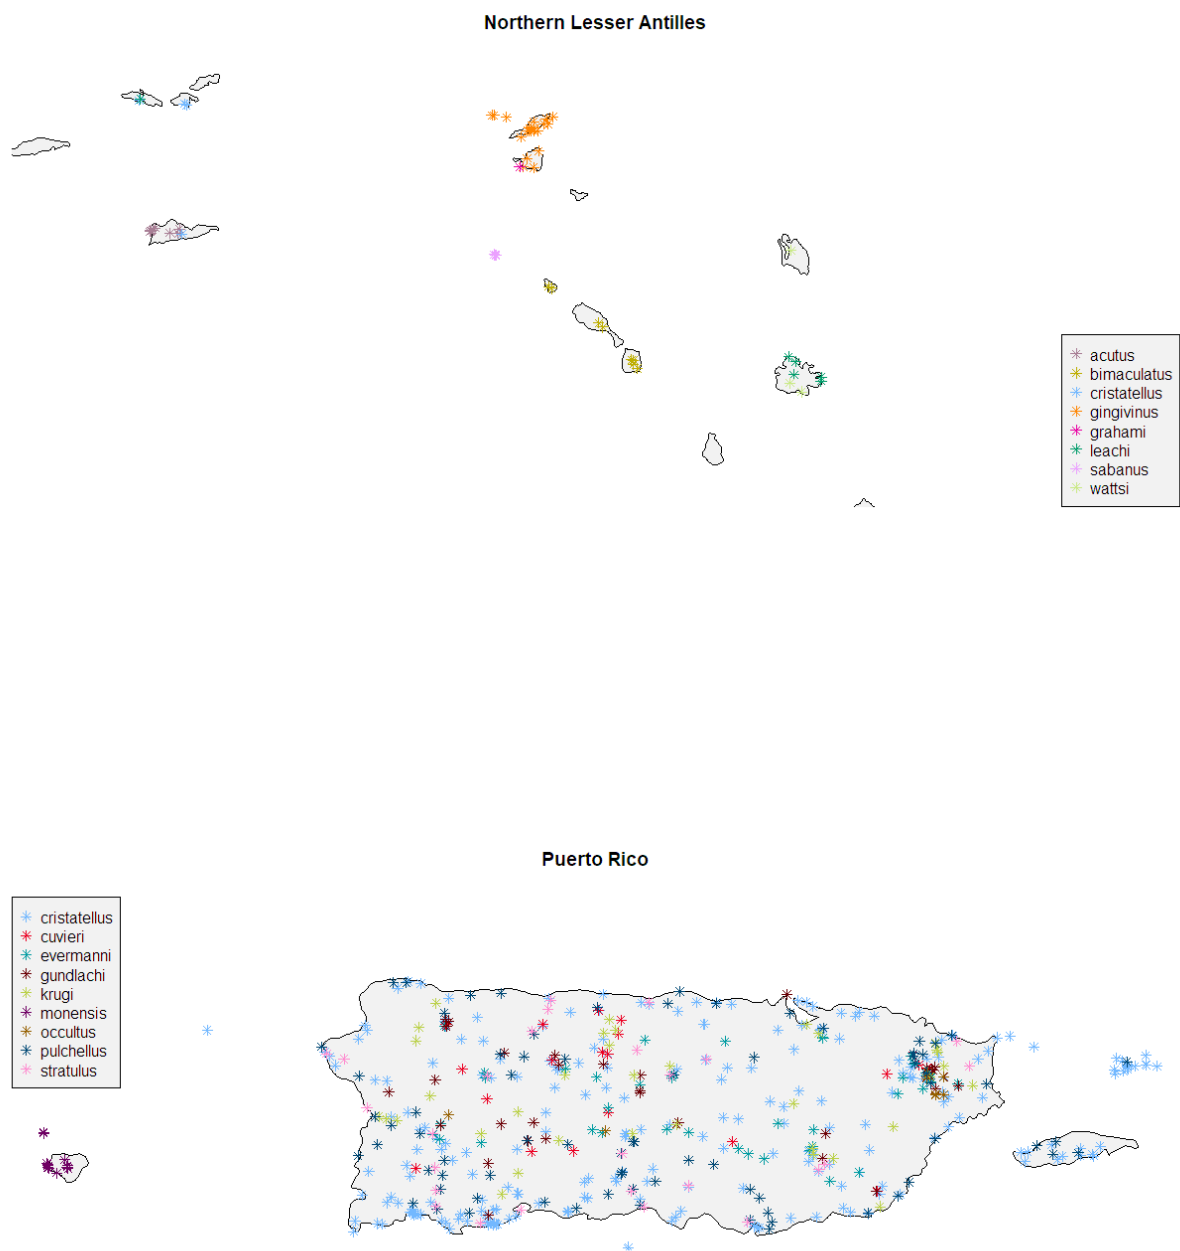 Northern Lesser Antilles
acutus
bimaculatus
cristatellus
gingivinus
grahami
leachi
sabanus
wattsi
Puerto Rico
cristatellus
cuvieri
evermanni
gundlachi
krugi
monensis
occultus
pulchellus
stratulus